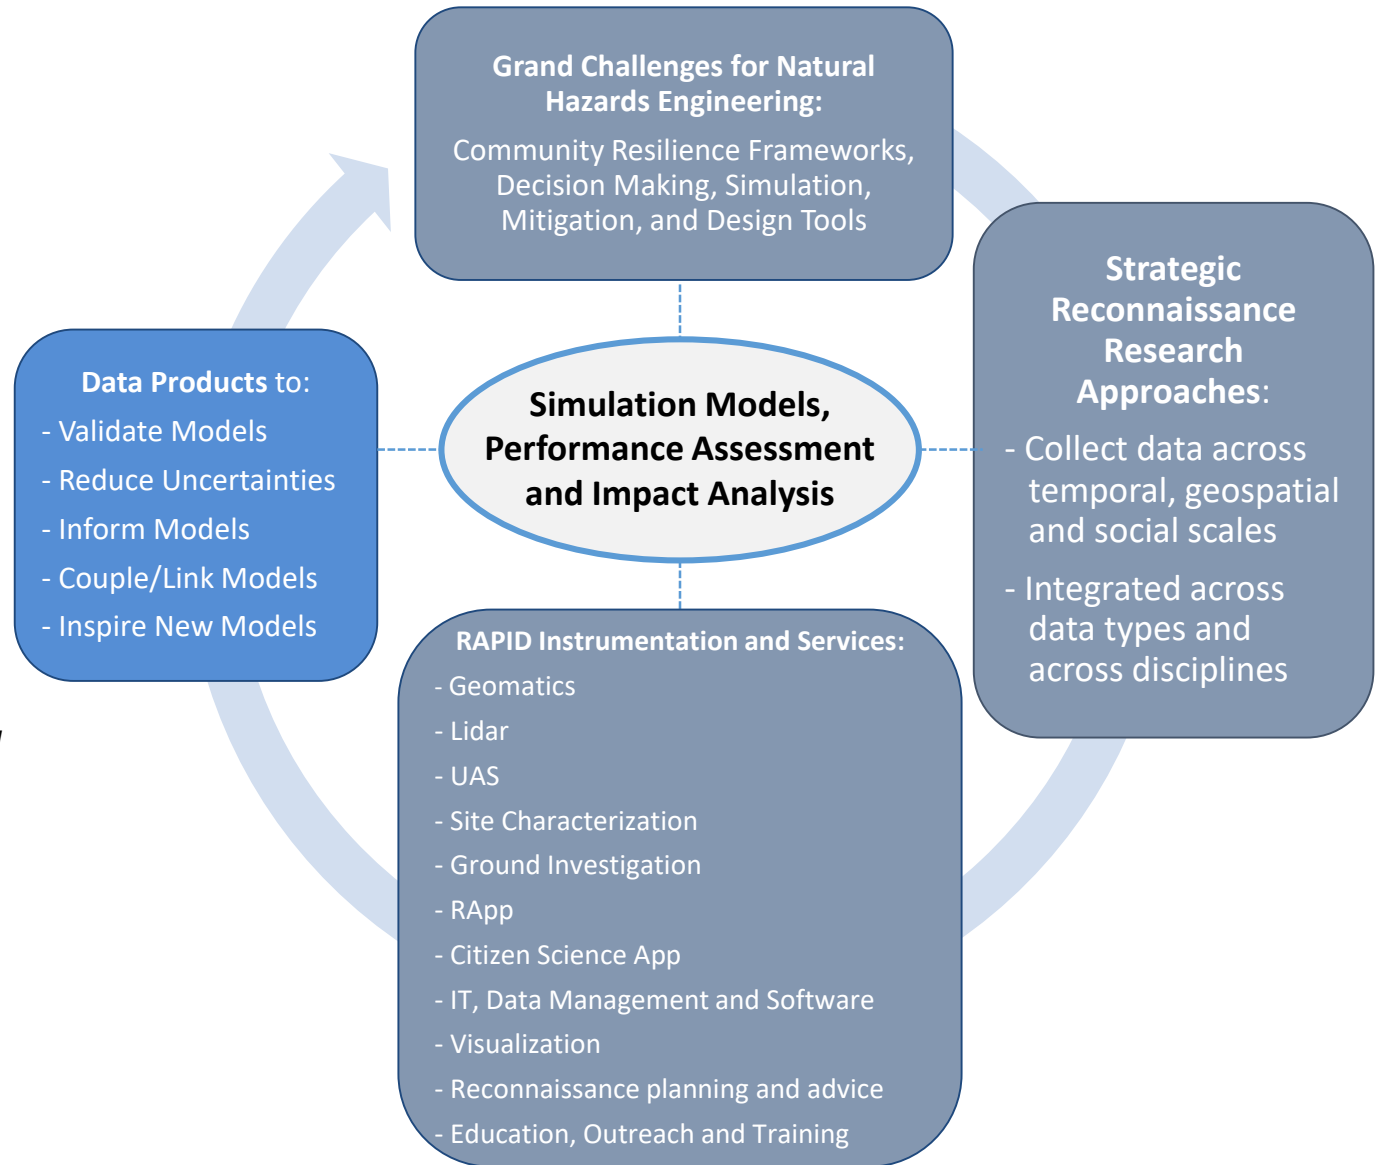 Grand Challenges for Natural
Hazards Engineering:
Community Resilience Frameworks,
Decision Making, Simulation,
Mitigation, and Design Tools
Strategic
Reconnaissance
Research
Approaches:
- Collect data across
temporal, geospatial
and social scales
- Integrated across
data types and
across disciplines
Simulation Models,
Performance Assessment
and Impact Analysis
Data Products to:
- Validate Models
- Reduce Uncertainties
- Inform Models
- Couple/Link Models
- Inspire New Models
RAPID Instrumentation and Services:
- Geomatics
- Lidar
- UAS
- Site Characterization
- Ground Investigation
- RApp
- Citizen Science App
- IT, Data Management and Software
- Visualization
- Reconnaissance planning and advice
- Education, Outreach and Training